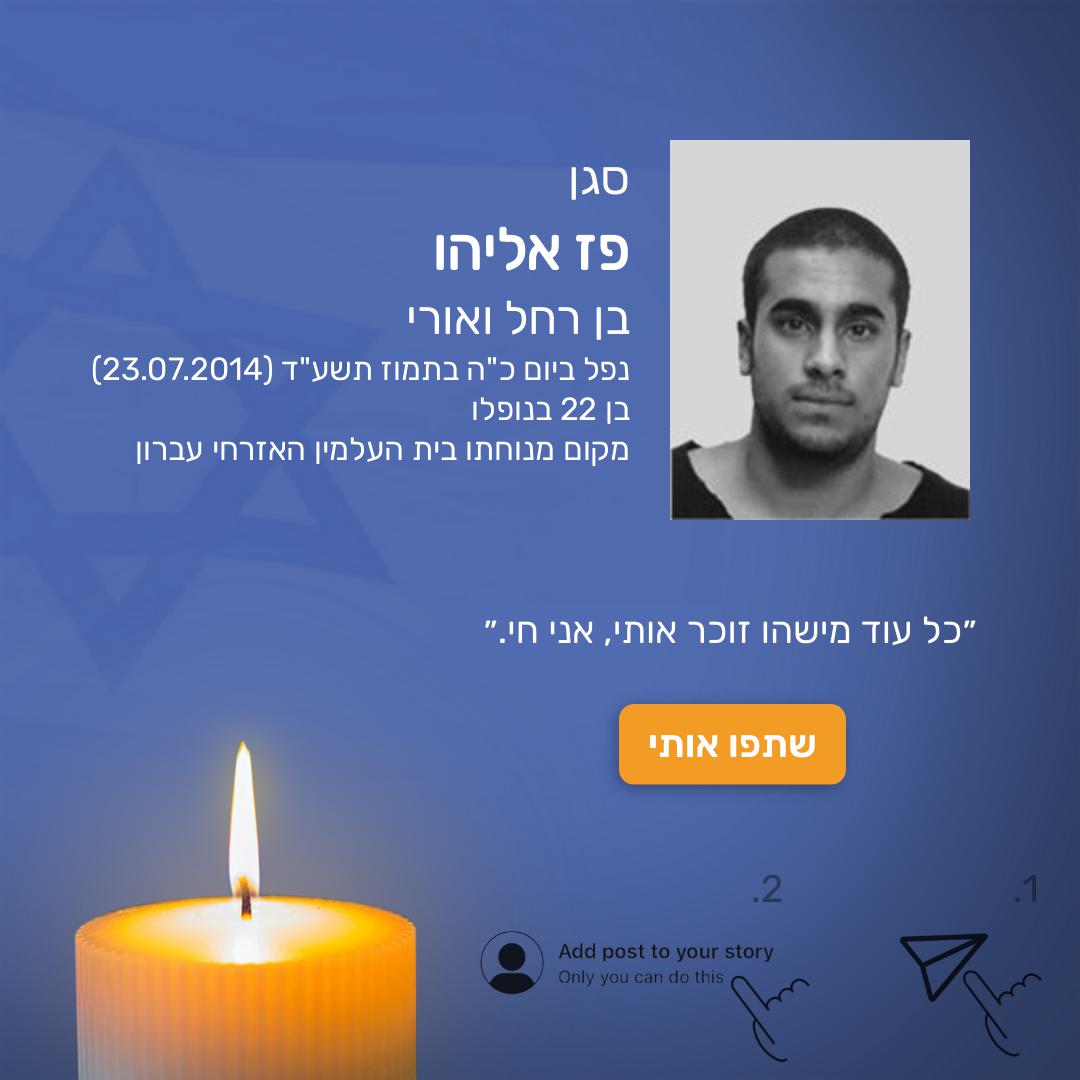 סגן
פז אליהו
בן רחל ואורי
נפל ביום כ"ה בתמוז תשע"ד (23.07.2014)
בן 22 בנופלו
מקום מנוחתו בית העלמין האזרחי עברון
״כל עוד מישהו זוכר אותי, אני חי.״
שתפו אותי
1.
2.
Add post to your story
Only you can do this